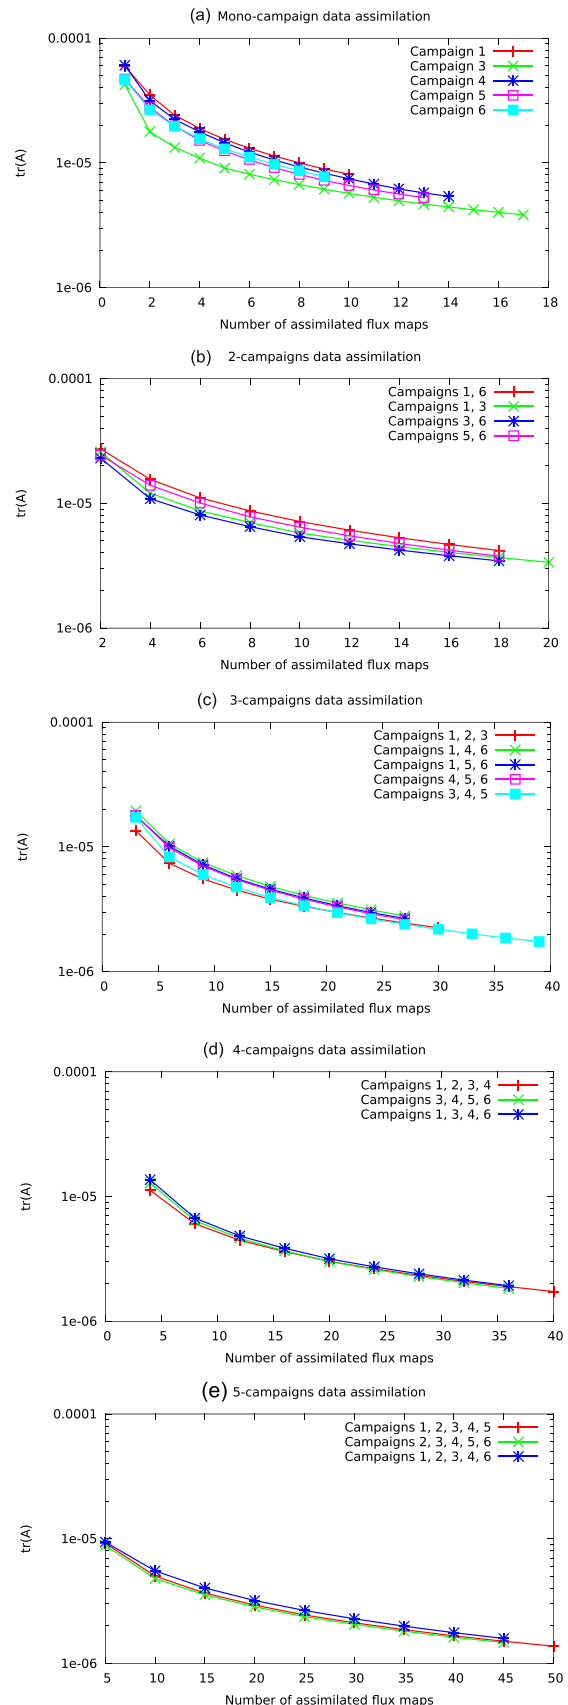 (a) Mono-campaign data assimilation
0.0001
Campaign 1
Campaign 3
Campaign 4
Campaign 5
Campaign 6
tr(A)
1e-05
1e-06
0 2 4 6 8 10 12 14 16 18
Number of assimilated flux maps
(b) 2-campaigns data assimilation
0.0001
Campaigns 1, 6
Campaigns 1, 3
Campaigns 3, 6
Campaigns 5, 6
tr(A)
1e-05
1e-06
2 4 6 8 10 12 14 16 18 20
Number of assimilated flux maps
(c) 3-campaigns data assimilation
0.0001
Campaigns 1, 2, 3
Campaigns 1, 4, 6
Campaigns 1, 5, 6
Campaigns 4, 5, 6
Campaigns 3, 4, 5
tr(A)
1e-05
1e-06
0 5 10 15 20 25 30 35 40
Number of assimilated flux maps
(d) 4-campaigns data assimilation
0.0001
Campaigns 1, 2, 3, 4
Campaigns 3, 4, 5, 6
Campaigns 1, 3, 4, 6
tr(A)
1e-05
1e-06
0 5 10 15 20 25 30 35 40
Number of assimilated flux maps
(e) 5-campaigns data assimilation
0.0001
Campaigns 1, 2, 3, 4, 5
Campaigns 2, 3, 4, 5, 6
Campaigns 1, 2, 3, 4, 6
tr(A)
1e-05
1e-06
5 10 15 20 25 30 35 40 45 50
Number of assimilated flux maps